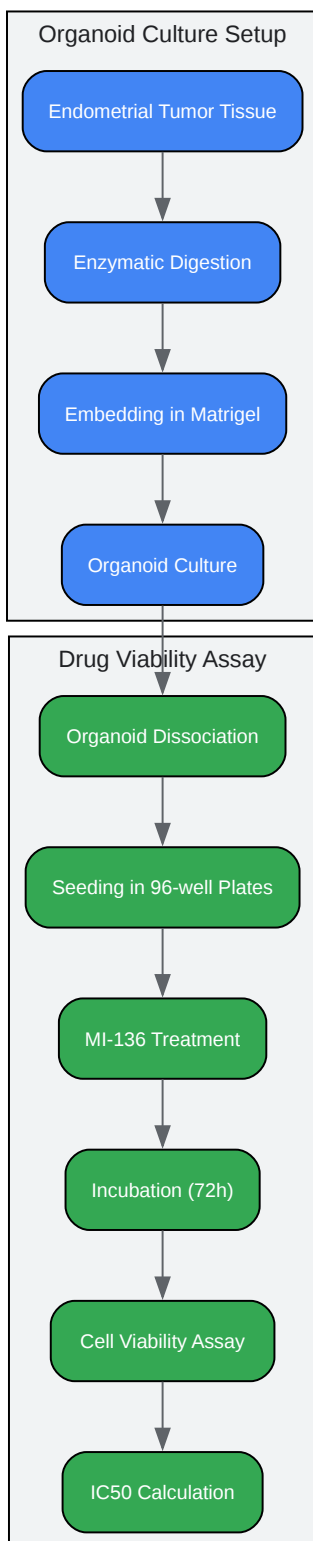 Organoid Culture Setup
Endometrial Tumor Tissue
Enzymatic Digestion
Embedding in Matrigel
Organoid Culture
Drug Viability Assay
Organoid Dissociation
Seeding in 96-well Plates
MI-136 Treatment
Incubation (72h)
Cell Viability Assay
IC50 Calculation